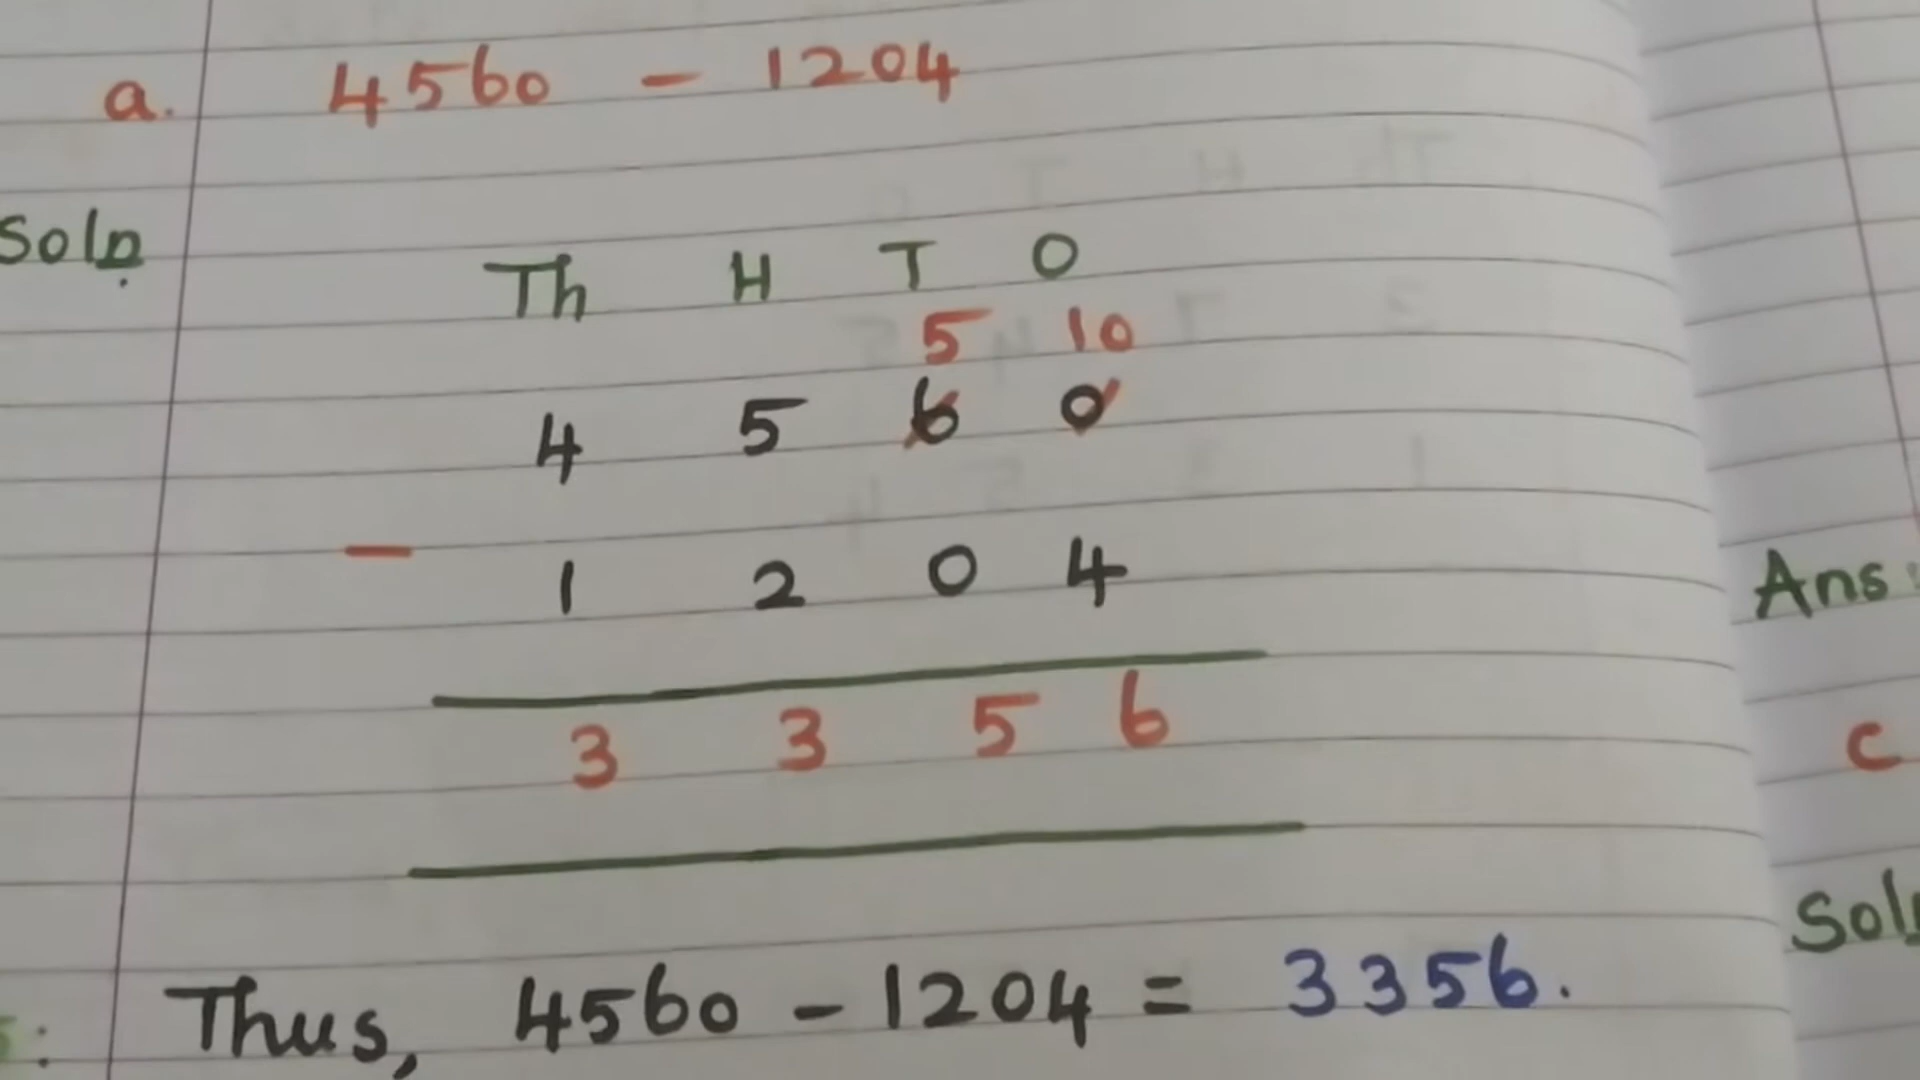 a. 4560 - 1204
Soln
Th H T O
5 10
4 5 6 0
- 1 2 0 4
3 3 5 6
Thus, 4560 - 1204 = 3356.
Ans
c
Sol